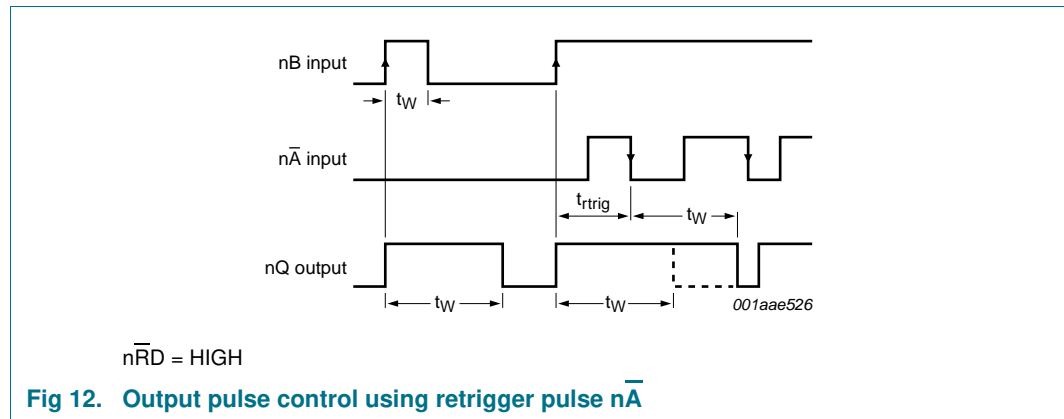 nB input
tW
nA̅ input
trtrig
tW
nQ output
tW
tW
001aae526
nR̅D = HIGH
Fig 12. Output pulse control using retrigger pulse nA̅